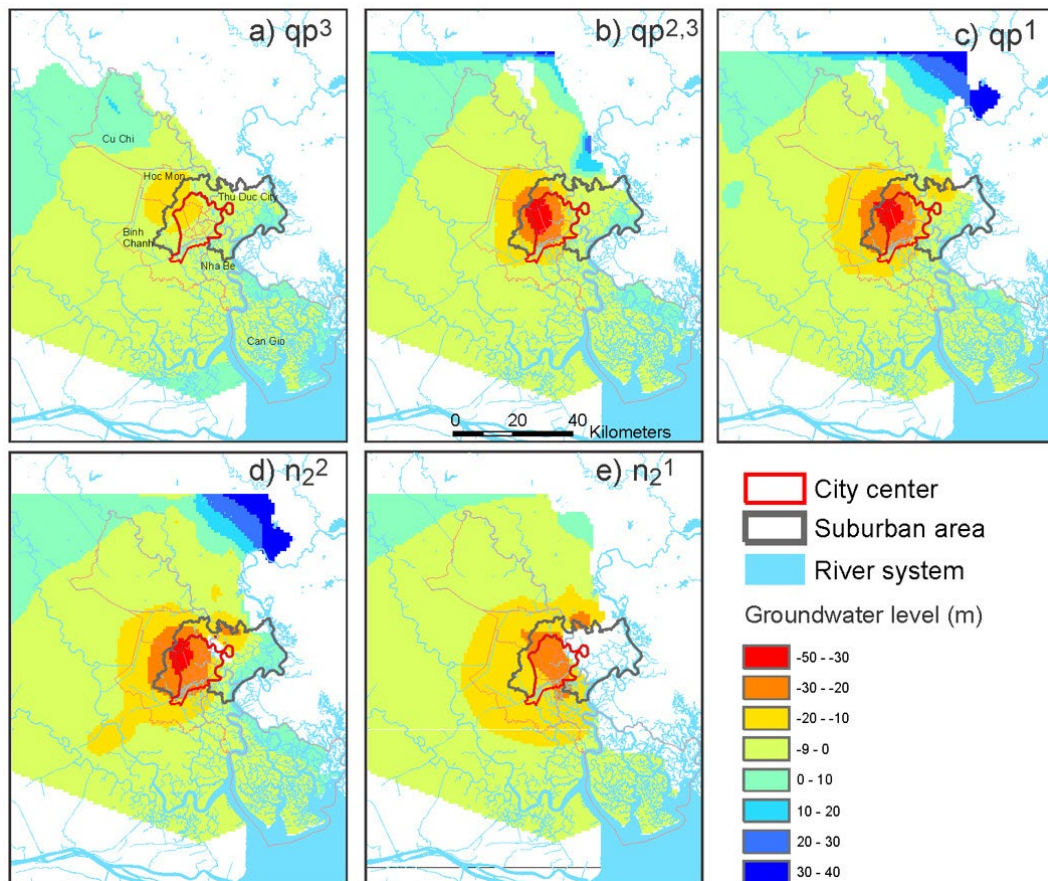 a) qp³
Cu Chi
Hoc Mon
Thu Duc City
Binh
Chanh
Nha Be
Can Gio
b) qp²,³
0 20 40
Kilometers
c) qp¹
d) n₂²
e) n₂¹
City center
Suburban area
River system
Groundwater level (m)
-50 - -30
-30 - -20
-20 - -10
-9 - 0
0 - 10
10 - 20
20 - 30
30 - 40